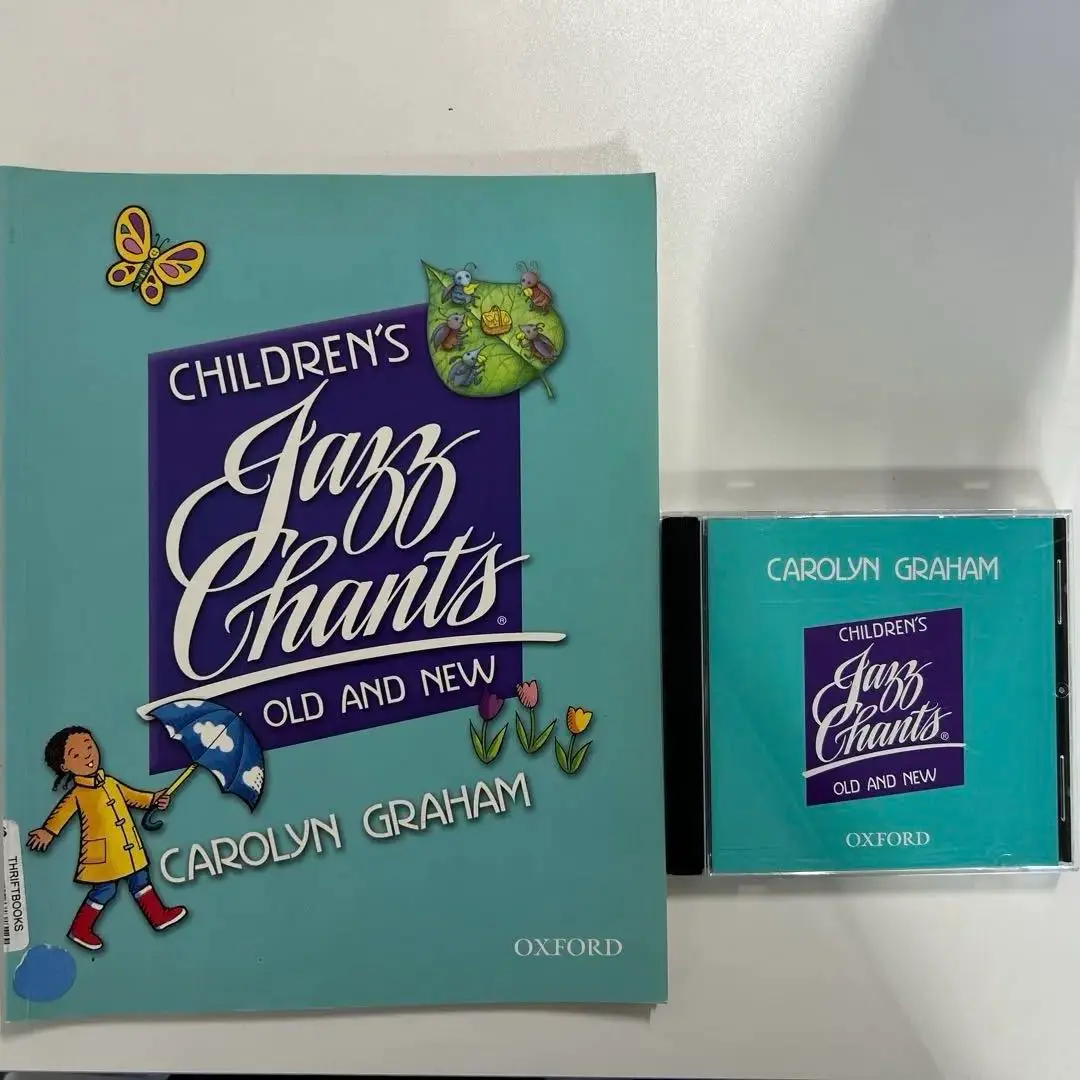 CHILDREN'S
Jazz
Chants®
OLD AND NEW
CAROLYN GRAHAM
OXFORD
THRIFTBOOKS
CAROLYN GRAHAM
CHILDREN'S
Jazz
Chants®
OLD AND NEW
OXFORD